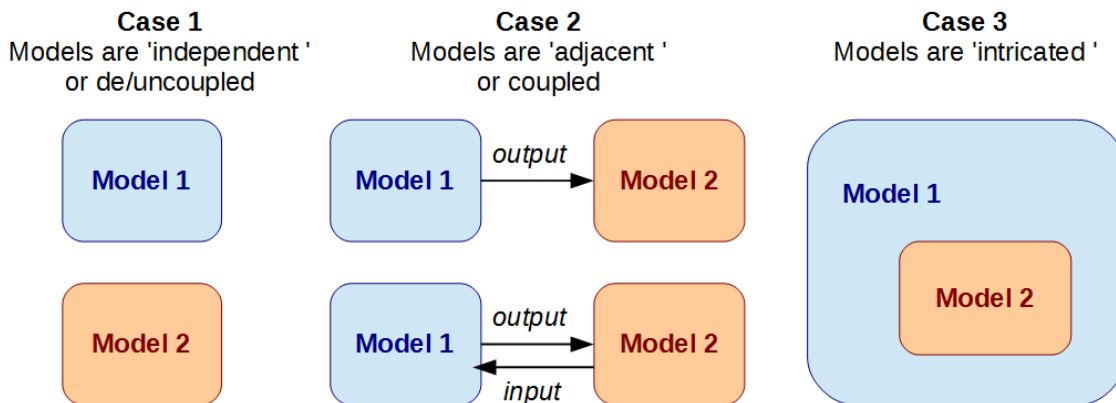 Case 1
Models are 'independent '
or de/uncoupled
Model 1
Model 2
Case 2
Models are 'adjacent '
or coupled
Model 1
output
Model 2
Model 1
output
input
Model 2
Case 3
Models are 'intricated '
Model 1
Model 2